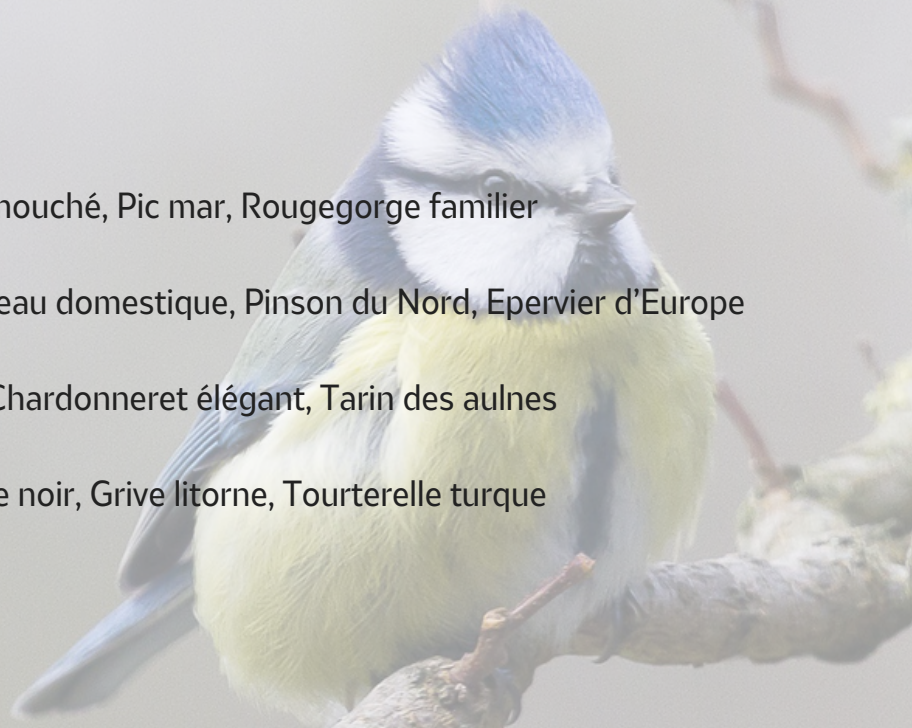 nouché, Pic mar, Rougegorge familier
eau domestique, Pinson du Nord, Epervier d’Europe
Chardonneret élégant, Tarin des aulnes
e noir, Grive litorne, Tourterelle turque